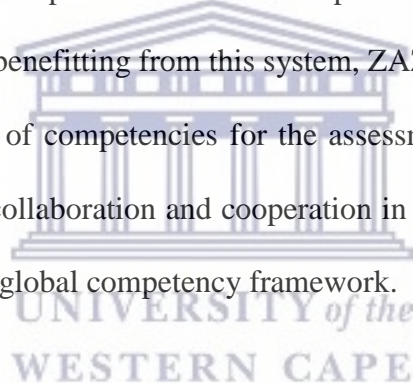 benefitting from this system, ZAZ
of competencies for the assessm
collaboration and cooperation in
global competency framework.
UNIVERSITY of the
WESTERN CAPE